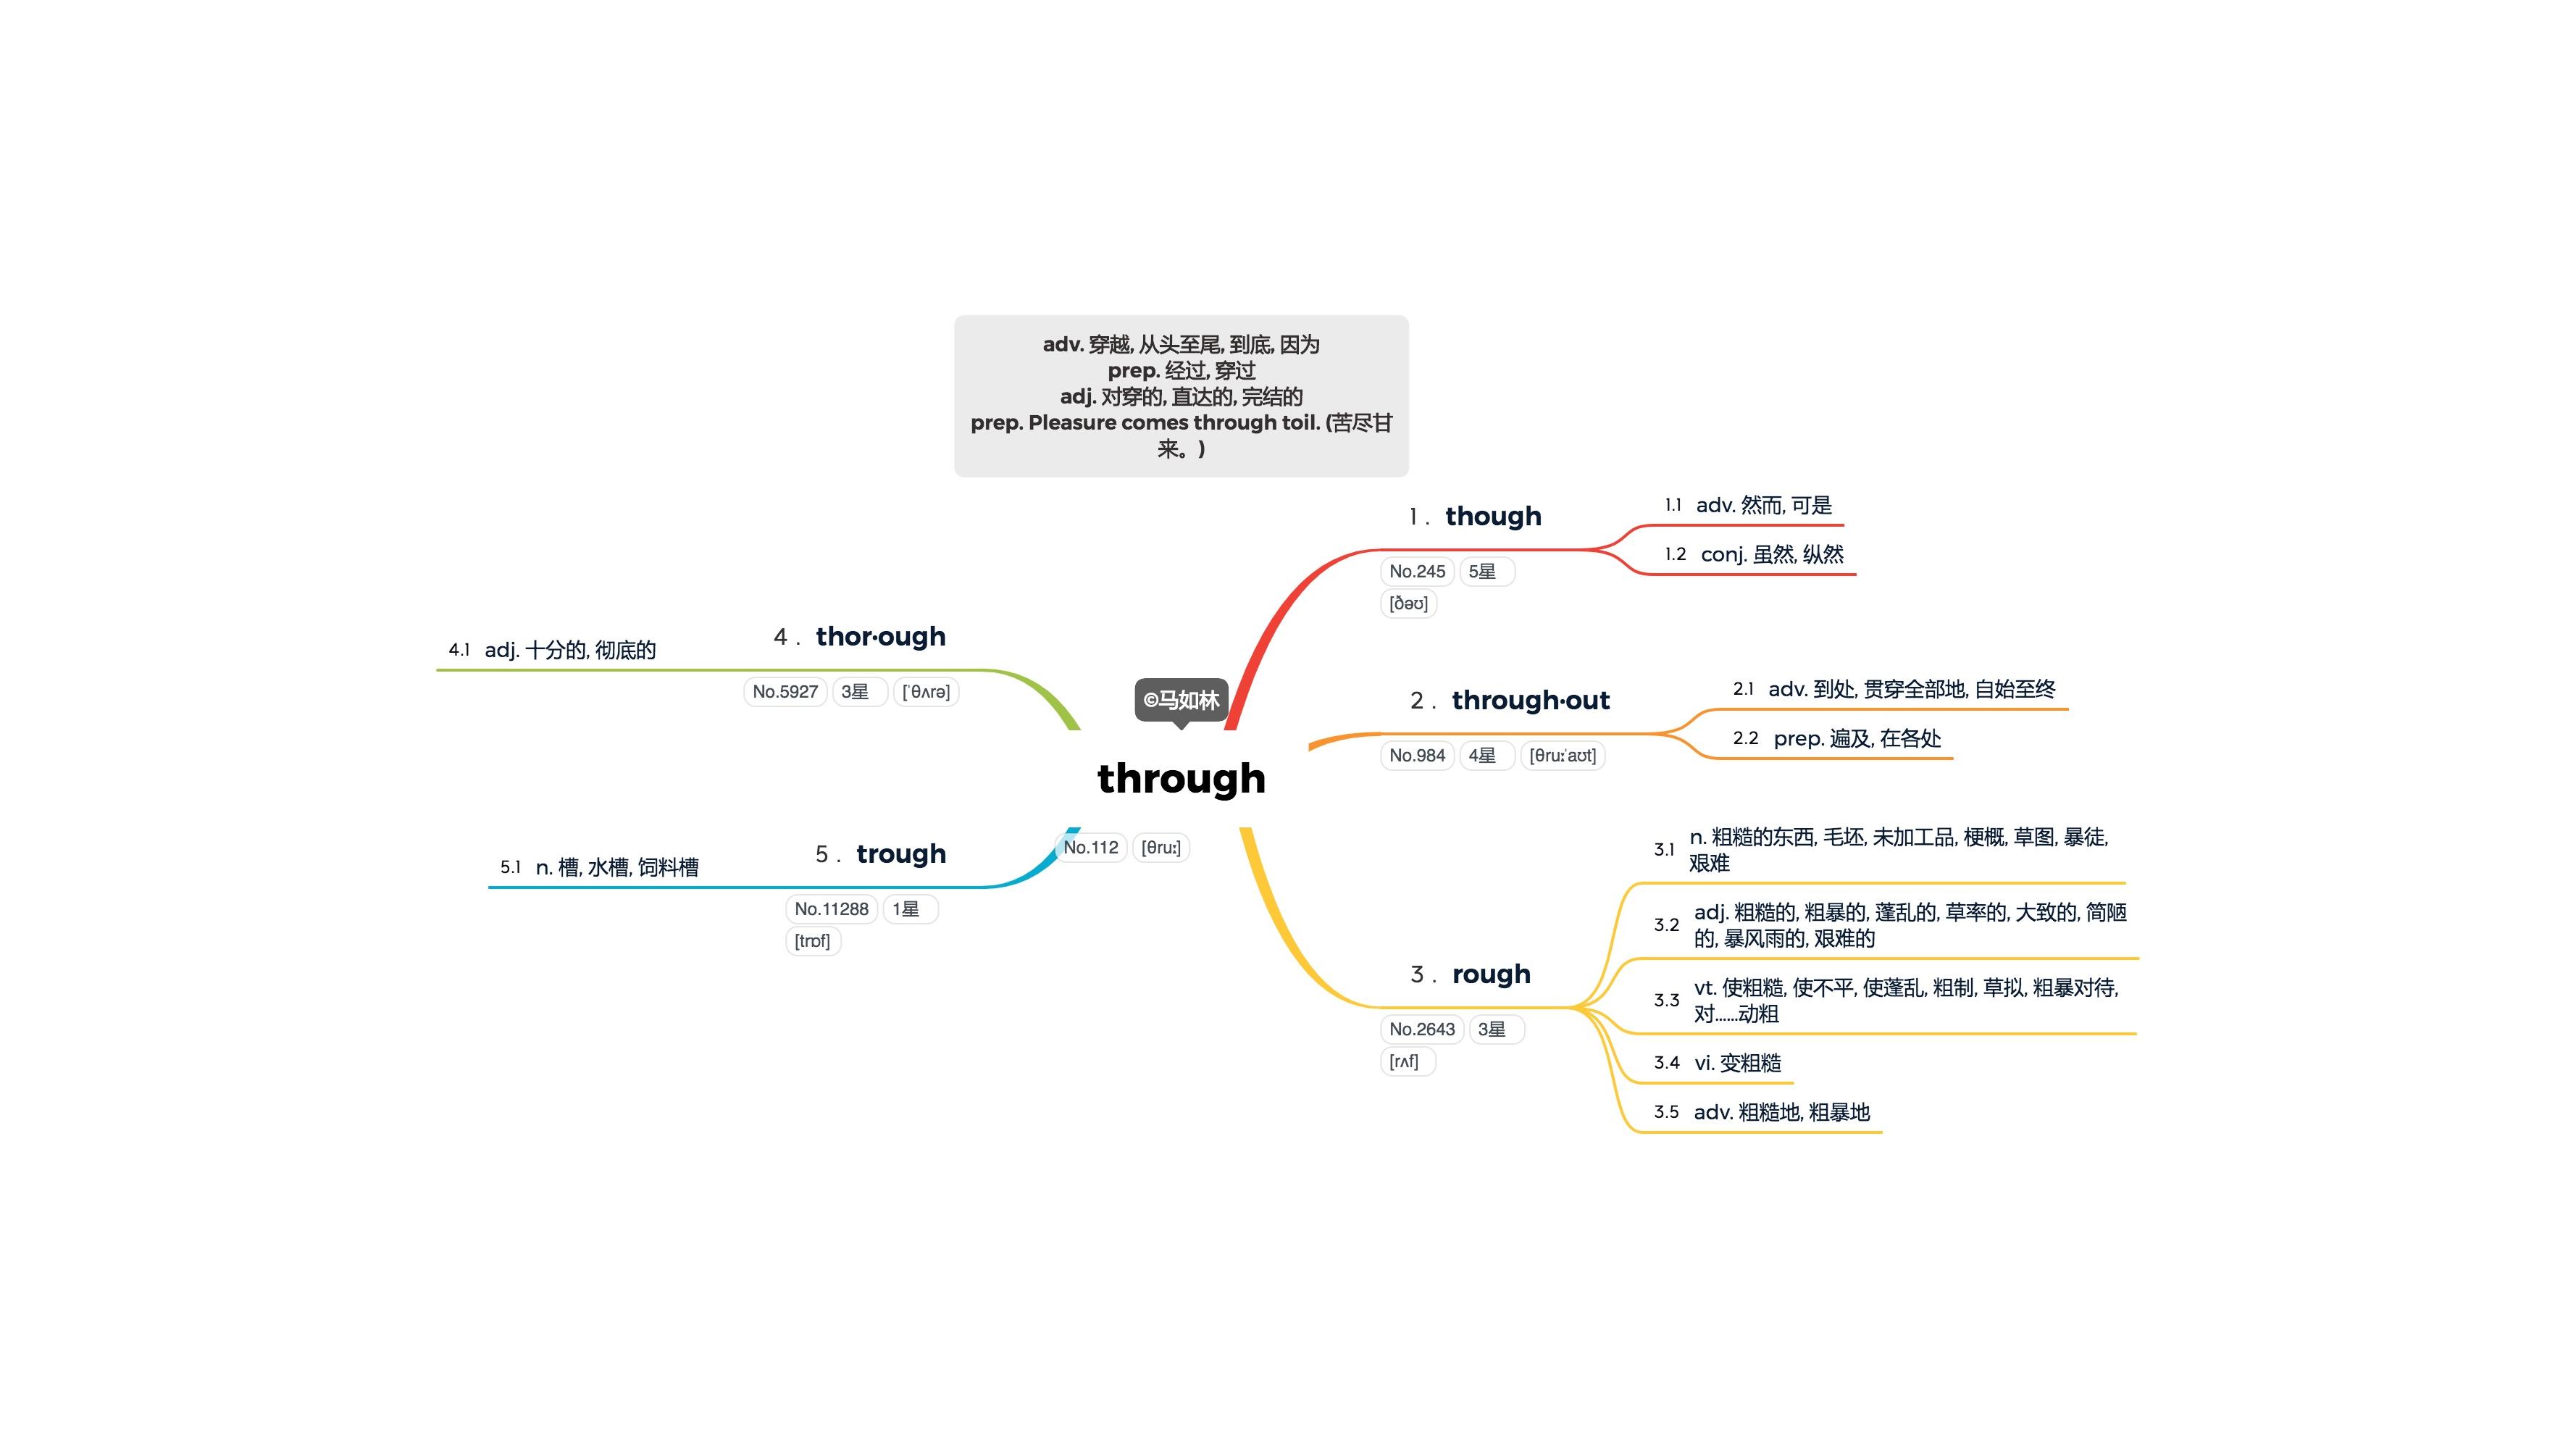 adv. 穿越, 从头至尾, 到底, 因为
prep. 经过, 穿过
adj. 对穿的, 直达的, 完结的
prep. Pleasure comes through toil. (苦尽甘
来。)
©马如林
through
No.112 [θruː]
1 . though
No.245 5星
[ðəʊ]
1.1 adv. 然而, 可是
1.2 conj. 虽然, 纵然
2 . through·out
No.984 4星 [θruːˈaʊt]
2.1 adv. 到处, 贯穿全部地, 自始至终
2.2 prep. 遍及, 在各处
3 . rough
No.2643 3星
[rʌf]
3.1 n. 粗糙的东西, 毛坯, 未加工品, 梗概, 草图, 暴徒,
艰难
3.2 adj. 粗糙的, 粗暴的, 蓬乱的, 草率的, 大致的, 简陋
的, 暴风雨的, 艰难的
3.3 vt. 使粗糙, 使不平, 使蓬乱, 粗制, 草拟, 粗暴对待,
对……动粗
3.4 vi. 变粗糙
3.5 adv. 粗糙地, 粗暴地
4 . thor·ough
No.5927 3星 [ˈθʌrə]
4.1 adj. 十分的, 彻底的
5 . trough
No.11288 1星
[trɒf]
5.1 n. 槽, 水槽, 饲料槽